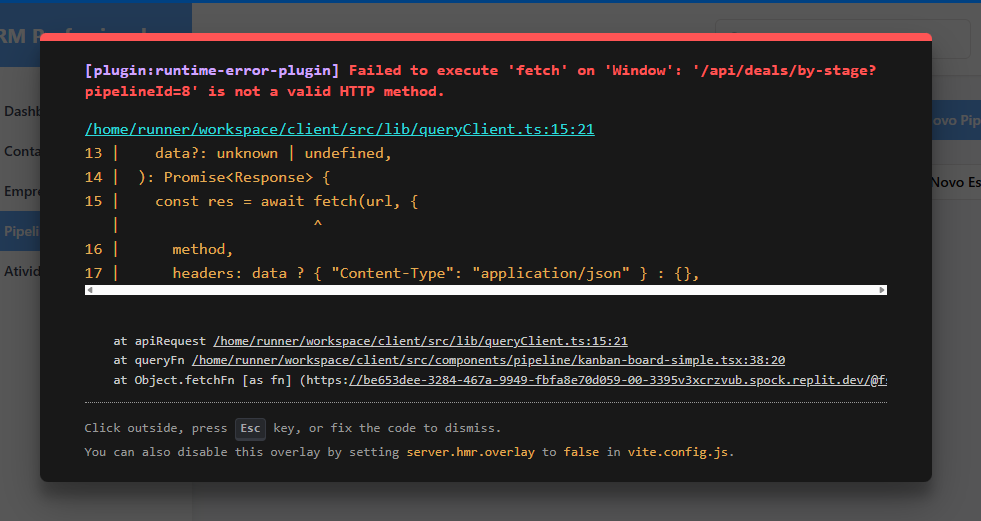 [plugin:runtime-error-plugin] Failed to execute 'fetch' on 'Window': '/api/deals/by-stage?
pipelineId=8' is not a valid HTTP method.
/home/runner/workspace/client/src/lib/queryClient.ts:15:21
13 |    data?: unknown | undefined,
14 |  ): Promise<Response> {
15 |    const res = await fetch(url, {
   |                      ^
16 |      method,
17 |      headers: data ? { "Content-Type": "application/json" } : {},
at apiRequest /home/runner/workspace/client/src/lib/queryClient.ts:15:21
at queryFn /home/runner/workspace/client/src/components/pipeline/kanban-board-simple.tsx:38:20
at Object.fetchFn [as fn] (https://be653dee-3284-467a-9949-fbfa8e70d059-00-3395v3xcrzvub.spock.replit.dev/@f
Click outside, press Esc key, or fix the code to dismiss.
You can also disable this overlay by setting server.hmr.overlay to false in vite.config.js.
Dashb
Conta
Empre
Pipeli
Ativid
ovo Pip
Novo Es